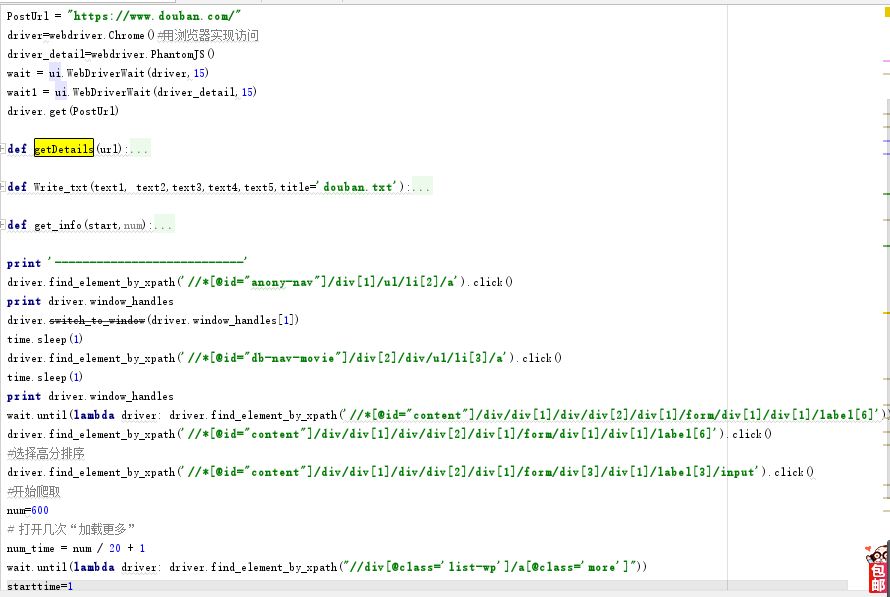 PostUrl = "https://www.douban.com/"
driver=webdriver.Chrome()#用浏览器实现访问
driver_detail=webdriver.PhantomJS()
wait = ui.WebDriverWait(driver,15)
wait1 = ui.WebDriverWait(driver_detail,15)
driver.get(PostUrl)
def getDetails(url):...
def Write_txt(text1, text2,text3,text4,text5,title='douban.txt'):...
def get_info(start,num):...
print '---------------------------'
driver.find_element_by_xpath('//*[@id="anony-nav"]/div[1]/ul/li[2]/a').click()
print driver.window_handles
driver.switch_to_window(driver.window_handles[1])
time.sleep(1)
driver.find_element_by_xpath('//*[@id="db-nav-movie"]/div[2]/div/ul/li[3]/a').click()
time.sleep(1)
print driver.window_handles
wait.until(lambda driver: driver.find_element_by_xpath('//*[@id="content"]/div/div[1]/div/div[2]/div[1]/form/div[1]/div[1]/label[6]'))
driver.find_element_by_xpath('//*[@id="content"]/div/div[1]/div/div[2]/div[1]/form/div[1]/div[1]/label[6]').click()
#选择高分排序
driver.find_element_by_xpath('//*[@id="content"]/div/div[1]/div/div[2]/div[1]/form/div[3]/div[1]/label[3]/input').click()
#开始爬取
num=600
# 打开几次“加载更多”
num_time = num / 20 + 1
wait.until(lambda driver: driver.find_element_by_xpath("//div[@class='list-wp']/a[@class='more']"))
starttime=1
包
邮